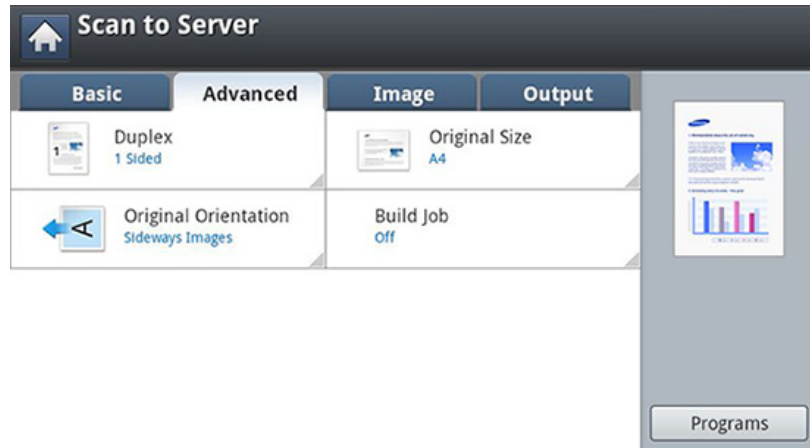 Scan to Server
Basic
Advanced
Image
Output
Duplex
1 Sided
Original Size
A4
Original Orientation
Sideways Images
Build Job
Off
1
A
Programs